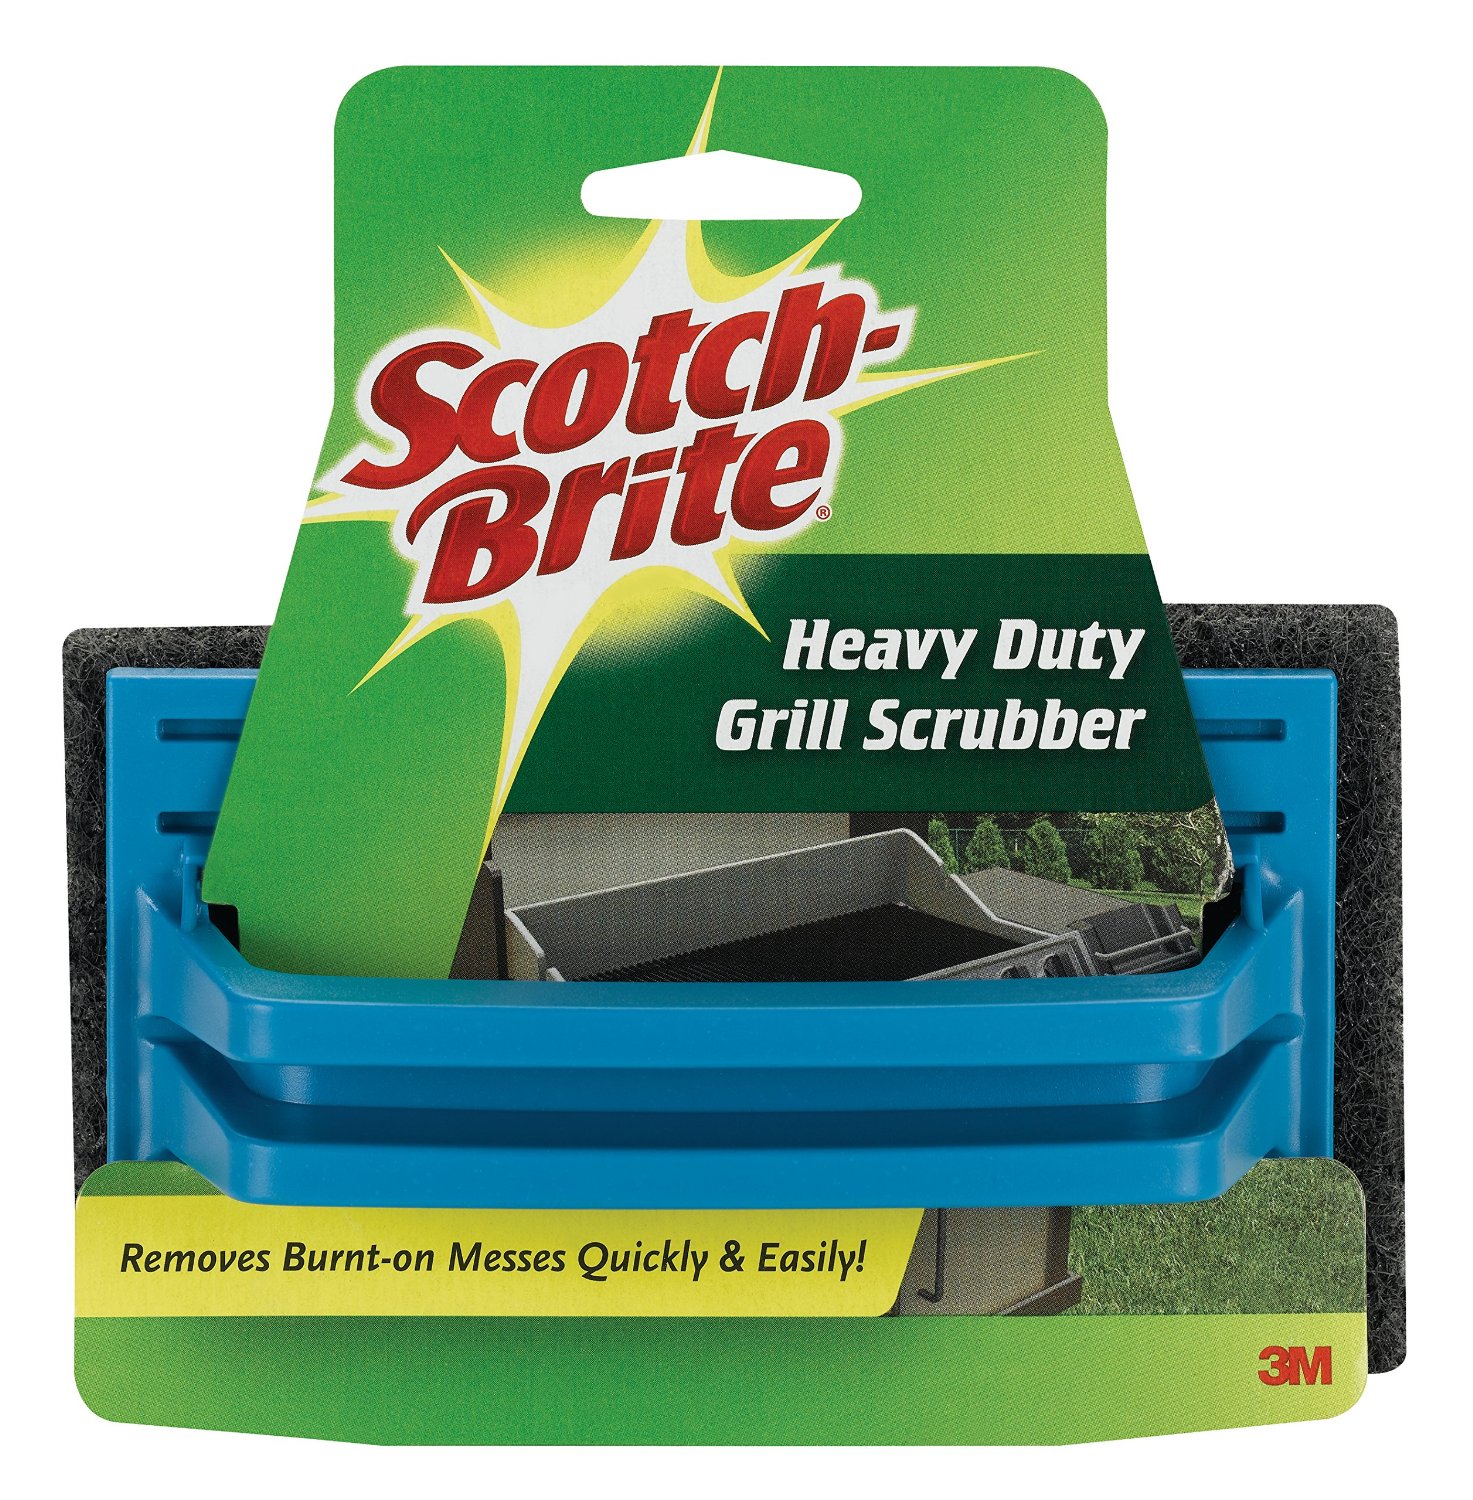 Scotch-
Brite®
Heavy Duty
Grill Scrubber
Removes Burnt-on Messes Quickly & Easily!
3M